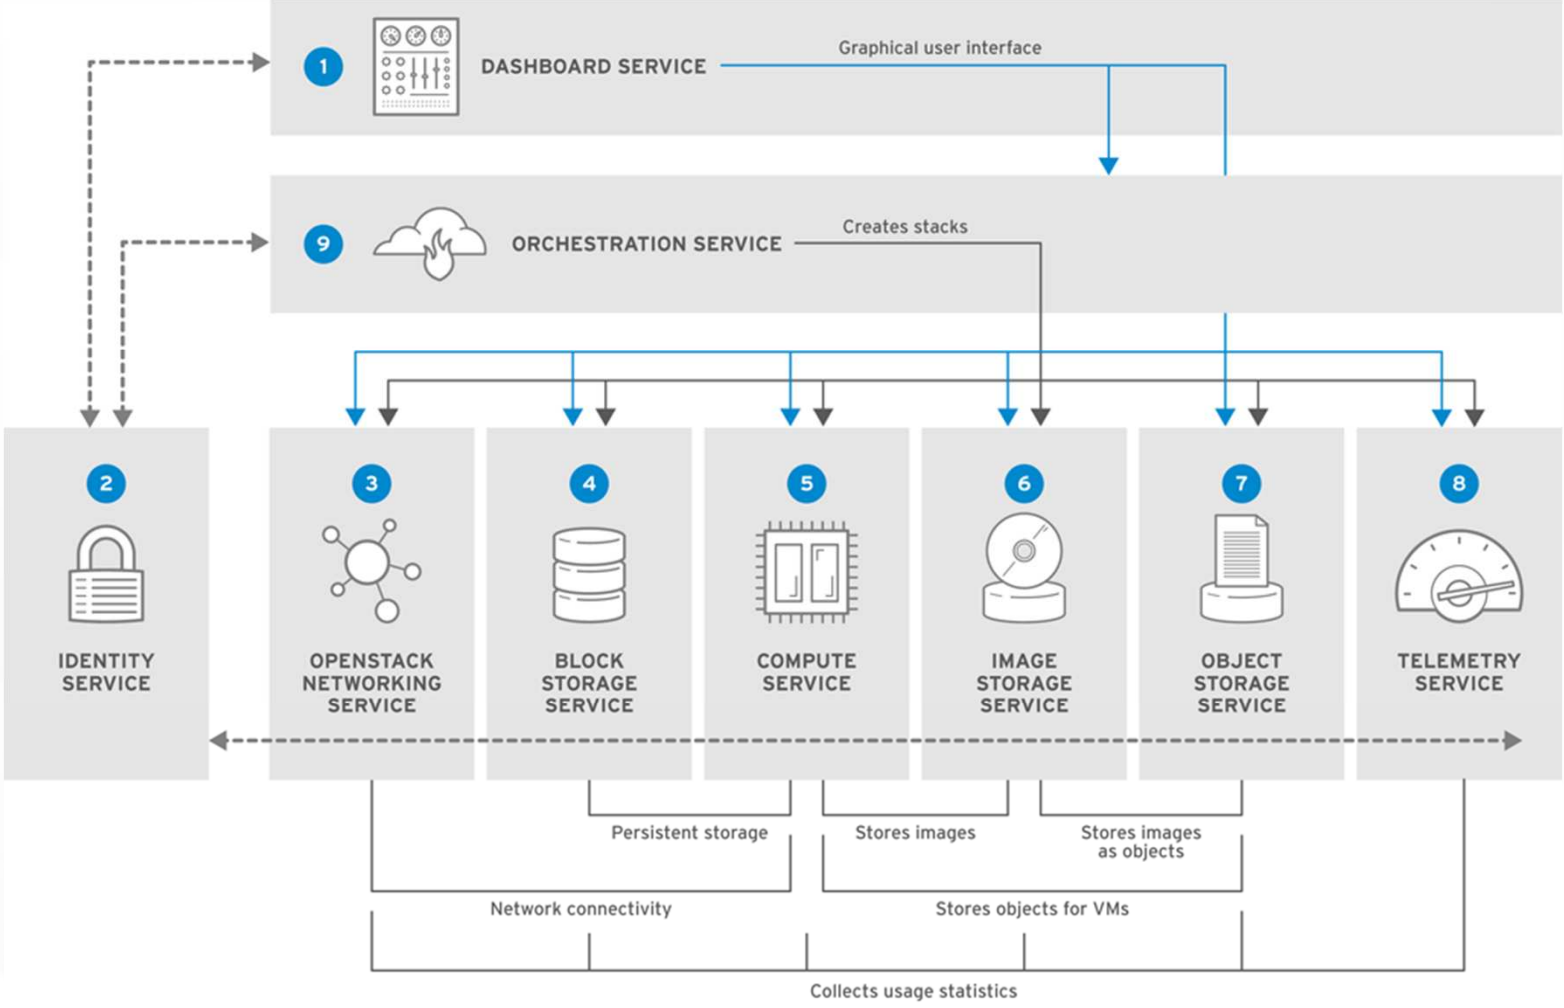 Graphical user interface
1
DASHBOARD SERVICE
Creates stacks
9
ORCHESTRATION SERVICE
2
IDENTITY
SERVICE
3
OPENSTACK
NETWORKING
SERVICE
4
BLOCK
STORAGE
SERVICE
5
COMPUTE
SERVICE
6
IMAGE
STORAGE
SERVICE
7
OBJECT
STORAGE
SERVICE
8
TELEMETRY
SERVICE
Persistent storage
Stores images
Stores images
as objects
Network connectivity
Stores objects for VMs
Collects usage statistics